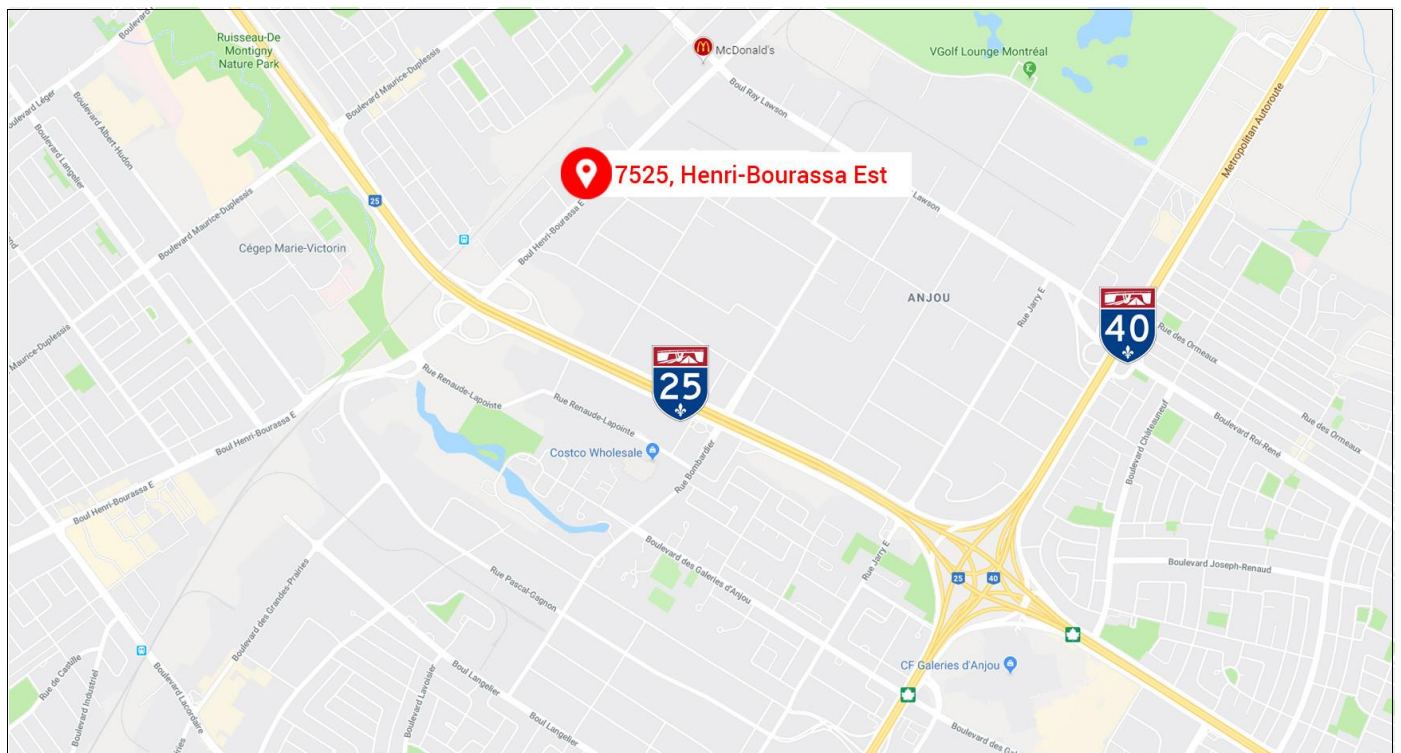 Boulevard
Ruisseau-De
Montigny
Nature Park
Boulevard Maurice-Duplessis
McDonald's
VGolf Lounge Montréal
Boul Ray Lawson
Metropolitan Autoroute
Boulevard Léger
Boulevard Albert-Hudon
Boulevard Langelier
7525, Henri-Bourassa Est
Lawson
25
Boulevard Maurice-Duplessis
Cégep Marie-Victorin
Boul Henri-Bourassa E
ANJOU
Rue Jarry E
40
Rue des Ormeaux
Maurice-Duplessis
25
Rue Renaude-Lapointe
Rue Renaude-Lapointe
Boul Henri-Bourassa E
Costco Wholesale
Rue Bombardier
Boulevard Châteauneuf
Boulevard Roi-René
Rue des Ormeaux
Boul Henri-Bourassa E
Boulevard des Galeries d'Anjou
Rue Jarry E
Boulevard Joseph-Renaud
25
40
Rue Pascal-Gagnon
Boulevard des Grandes-Prairies
CF Galeries d'Anjou
Rue de Castille
Boulevard Industriel
Boulevard Lacordaire
Boulevard Lavoisier
Boul Langelier
Boul Langelier
Boulevard des Ga